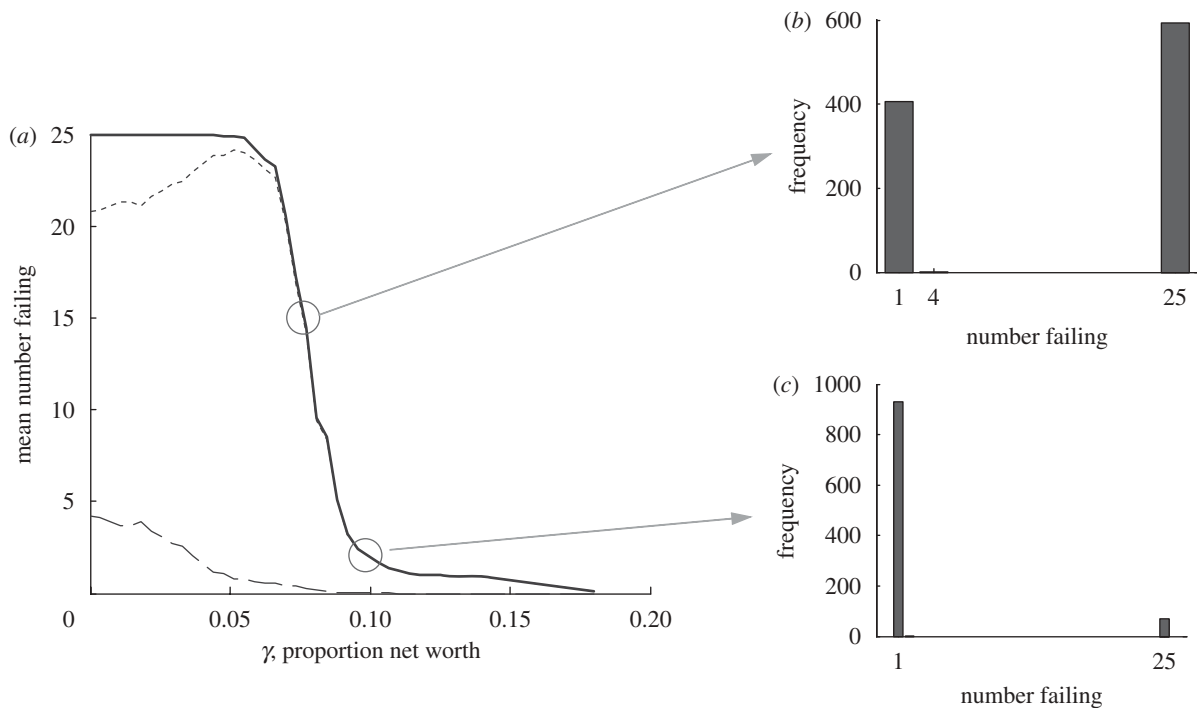 (a)
25
20
15
10
5
0
0.05
0.10
0.15
0.20
mean number failing
γ, proportion net worth
(b)
600
400
200
0
frequency
1
4
25
number failing
(c)
1000
800
600
400
200
0
frequency
1
25
number failing